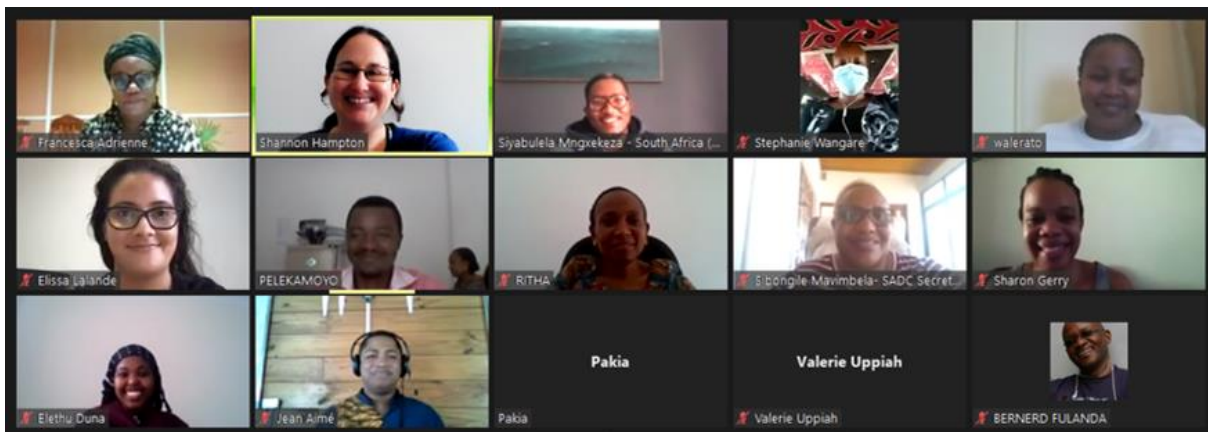 Francesca Adrienne
Shannon Hampton
Siyabulela Mngxekeza - South Africa (...
Stephanie Wangare
walerato
Elissa Lalande
PELEKAMOYO
RITHA
Sibongile Mavimbela- SADC Secret...
Sharon Gerry
Elethu Duna
Jean Aimé
Pakia
Pakia
Valerie Uppiah
Valerie Uppiah
BERNERD FULANDA